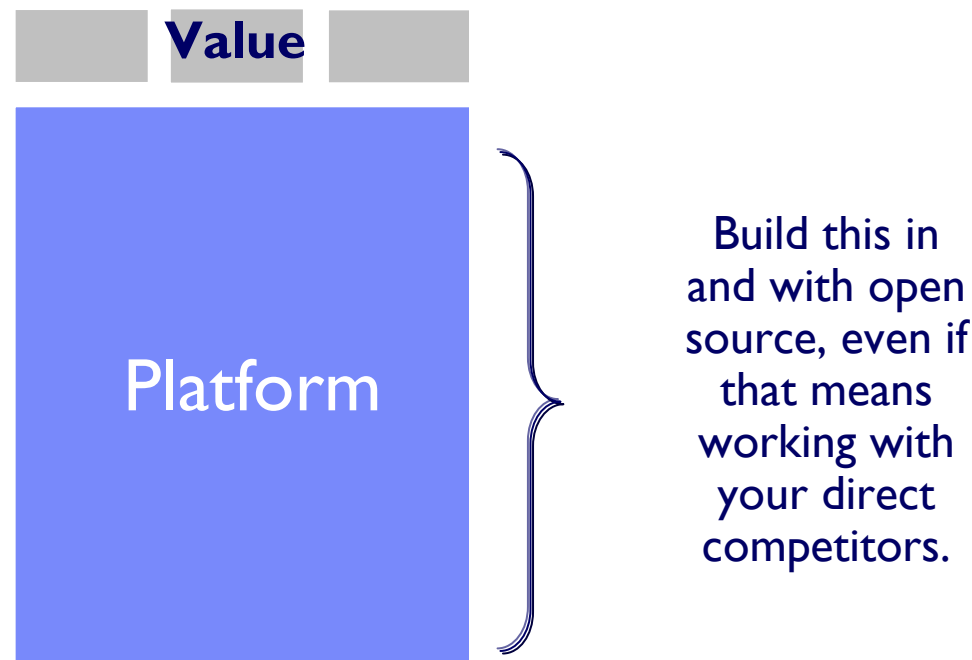 Value
Platform
Build this in
and with open
source, even if
that means
working with
your direct
competitors.